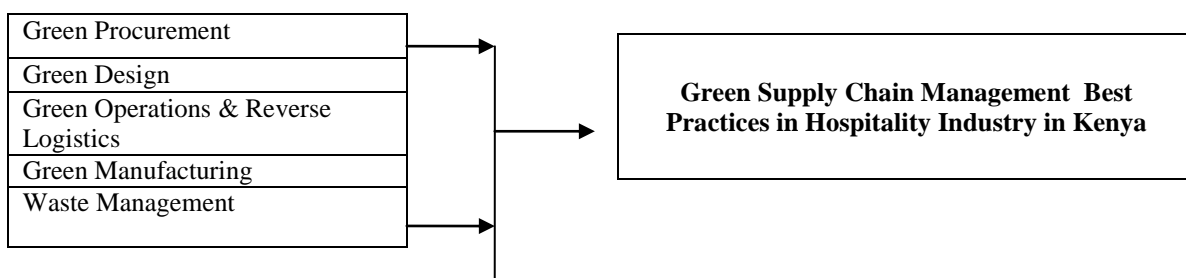 Green Procurement
Green Design
Green Operations & Reverse
Logistics
Green Manufacturing
Waste Management
Green Supply Chain Management Best
Practices in Hospitality Industry in Kenya